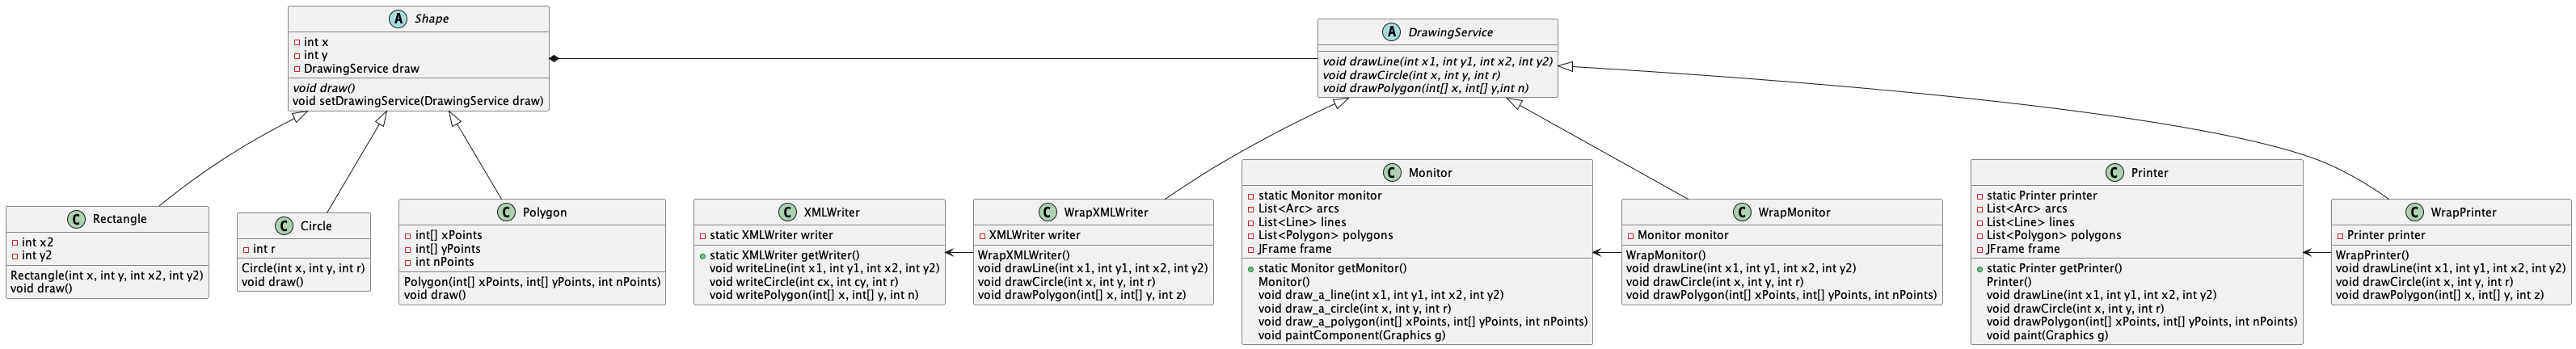 A Shape
int x
int y
DrawingService draw
void draw()
void setDrawingService(DrawingService draw)
A DrawingService
void drawLine(int x1, int y1, int x2, int y2)
void drawCircle(int x, int y, int r)
void drawPolygon(int[] x, int[] y,int n)
C Rectangle
int x2
int y2
Rectangle(int x, int y, int x2, int y2)
void draw()
C Circle
int r
Circle(int x, int y, int r)
void draw()
C Polygon
int[] xPoints
int[] yPoints
int nPoints
Polygon(int[] xPoints, int[] yPoints, int nPoints)
void draw()
C XMLWriter
static XMLWriter writer
static XMLWriter getWriter()
void writeLine(int x1, int y1, int x2, int y2)
void writeCircle(int cx, int cy, int r)
void writePolygon(int[] x, int[] y, int n)
C WrapXMLWriter
XMLWriter writer
WrapXMLWriter()
void drawLine(int x1, int y1, int x2, int y2)
void drawCircle(int x, int y, int r)
void drawPolygon(int[] x, int[] y, int z)
C Monitor
static Monitor monitor
List<Arc> arcs
List<Line> lines
List<Polygon> polygons
JFrame frame
static Monitor getMonitor()
Monitor()
void draw_a_line(int x1, int y1, int x2, int y2)
void draw_a_circle(int x, int y, int r)
void draw_a_polygon(int[] xPoints, int[] yPoints, int nPoints)
void paintComponent(Graphics g)
C WrapMonitor
Monitor monitor
WrapMonitor()
void drawLine(int x1, int y1, int x2, int y2)
void drawCircle(int x, int y, int r)
void drawPolygon(int[] xPoints, int[] yPoints, int nPoints)
C Printer
static Printer printer
List<Arc> arcs
List<Line> lines
List<Polygon> polygons
JFrame frame
static Printer getPrinter()
Printer()
void drawLine(int x1, int y1, int x2, int y2)
void drawCircle(int x, int y, int r)
void drawPolygon(int[] xPoints, int[] yPoints, int nPoints)
void paint(Graphics g)
C WrapPrinter
Printer printer
WrapPrinter()
void drawLine(int x1, int y1, int x2, int y2)
void drawCircle(int x, int y, int r)
void drawPolygon(int[] x, int[] y, int z)